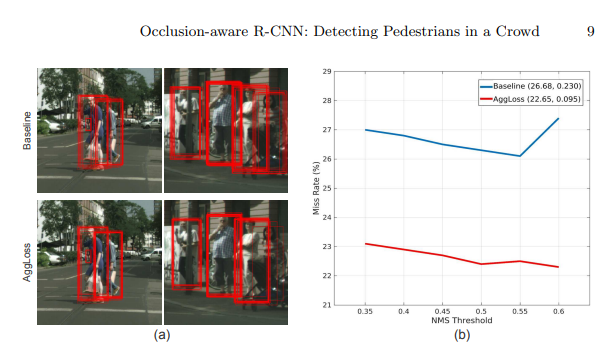 Occlusion-aware R-CNN: Detecting Pedestrians in a Crowd 9
Baseline
AggLoss
(a)
Miss Rate (%)
29
28
27
26
25
24
23
22
21
Baseline (26.68, 0.230)
AggLoss (22.65, 0.095)
0.35 0.4 0.45 0.5 0.55 0.6
NMS Threshold
(b)